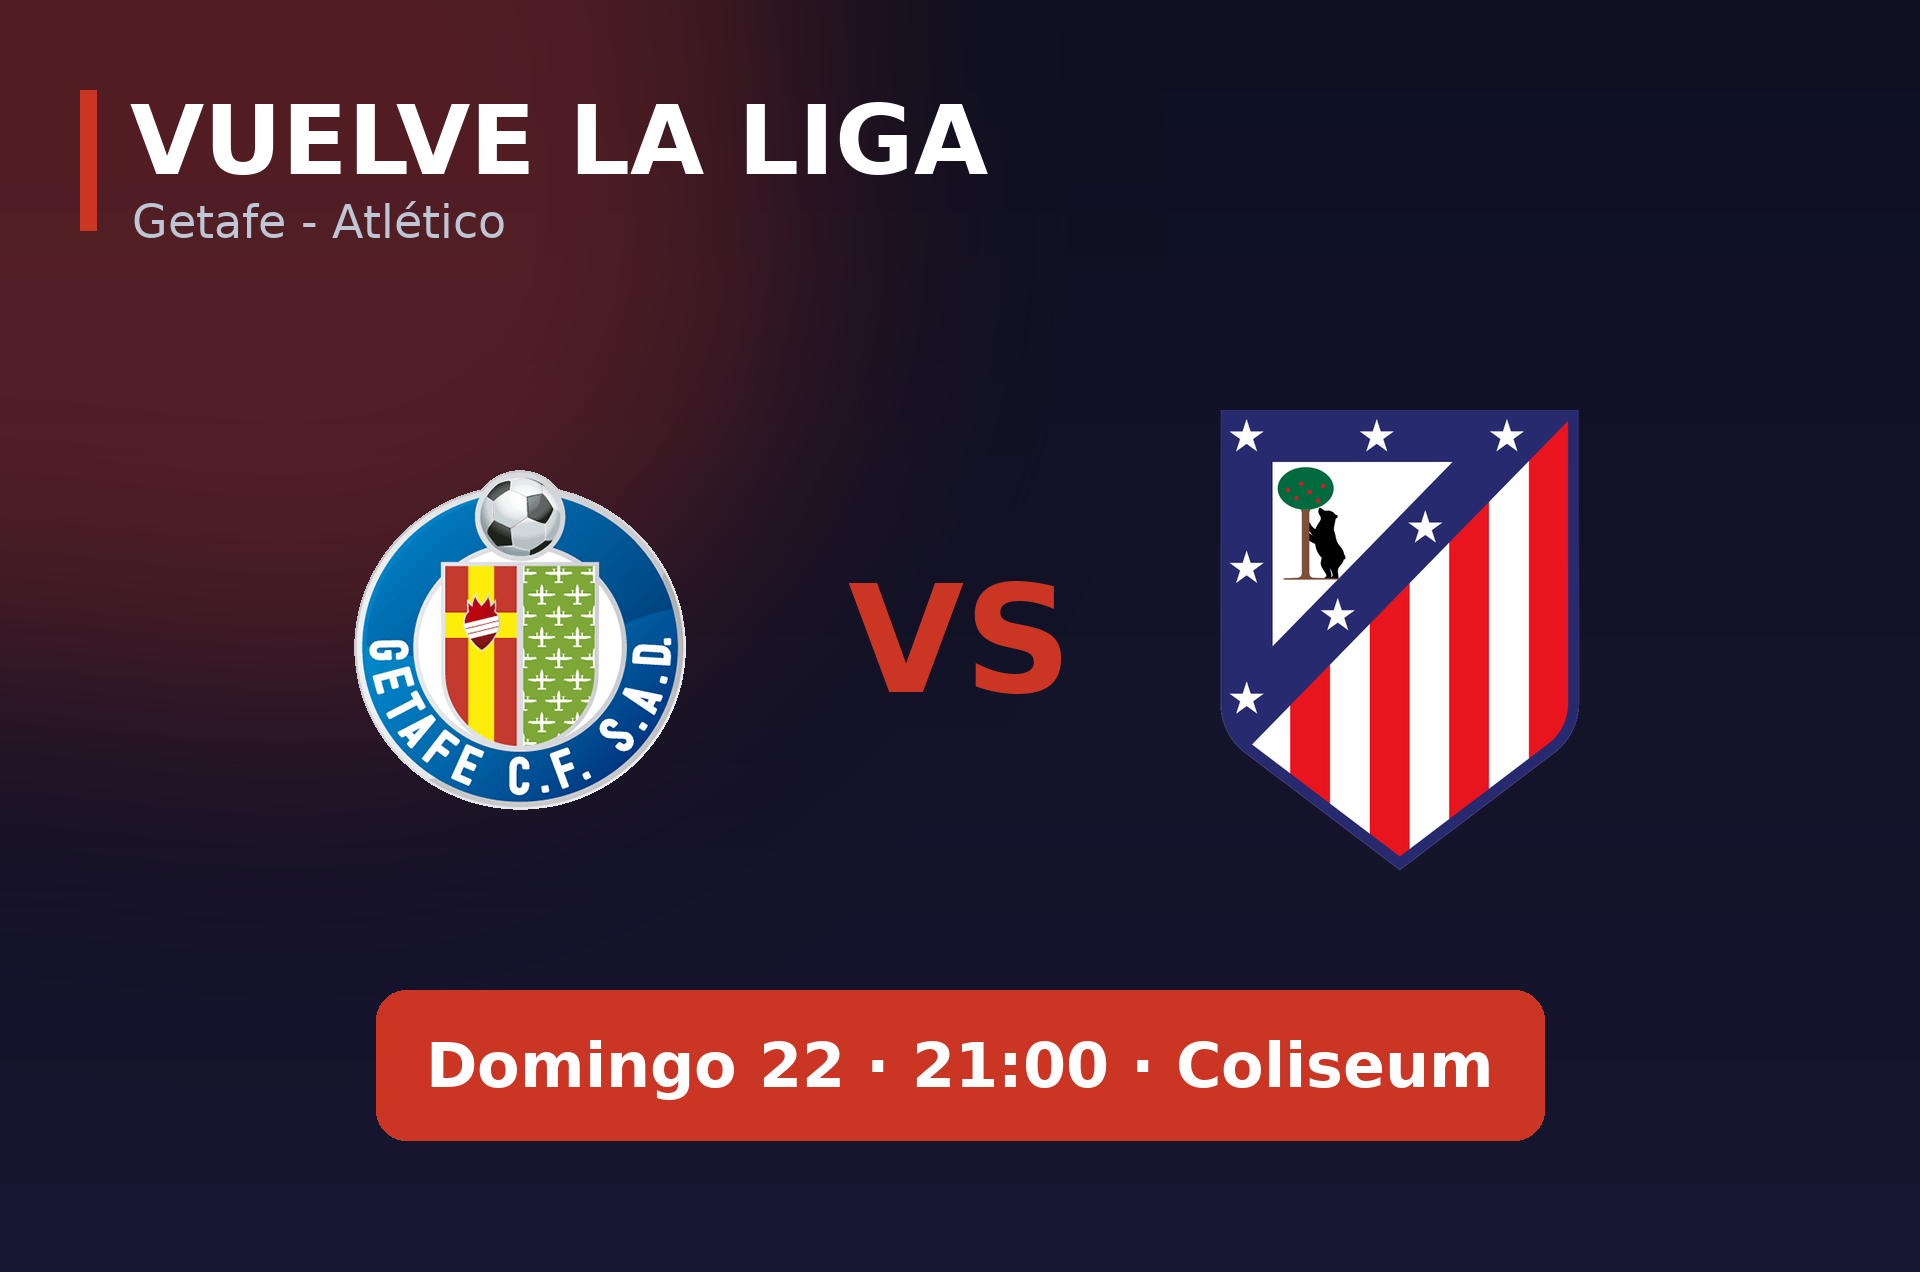 VUELVE LA LIGA
Getafe - Atlético
GETAFE C.F. S.A.D.
VS
Domingo 22 · 21:00 · Coliseum